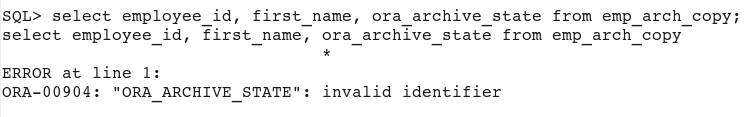 SQL> select employee_id, first_name, ora_archive_state from emp_arch_copy;
select employee_id, first_name, ora_archive_state from emp_arch_copy
*
ERROR at line 1:
ORA-00904: "ORA_ARCHIVE_STATE": invalid identifier